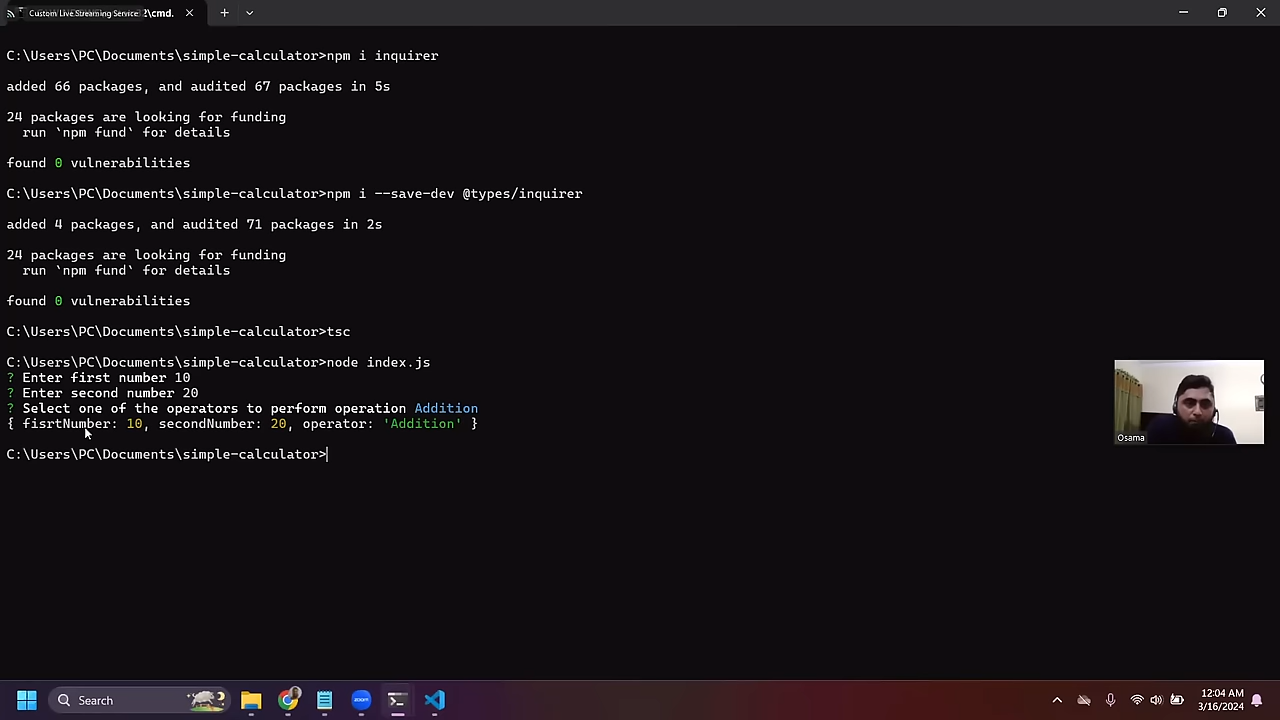 Custom Live Streaming Service 2\cmd.
C:\Users\PC\Documents\simple-calculator>npm i inquirer
added 66 packages, and audited 67 packages in 5s
24 packages are looking for funding
run `npm fund` for details
found 0 vulnerabilities
C:\Users\PC\Documents\simple-calculator>npm i --save-dev @types/inquirer
added 4 packages, and audited 71 packages in 2s
24 packages are looking for funding
run `npm fund` for details
found 0 vulnerabilities
C:\Users\PC\Documents\simple-calculator>tsc
C:\Users\PC\Documents\simple-calculator>node index.js
? Enter first number 10
? Enter second number 20
? Select one of the operators to perform operation Addition
{ fisrtNumber: 10, secondNumber: 20, operator: 'Addition' }
C:\Users\PC\Documents\simple-calculator>
Osama
Search
zoom
12:04 AM
3/16/2024